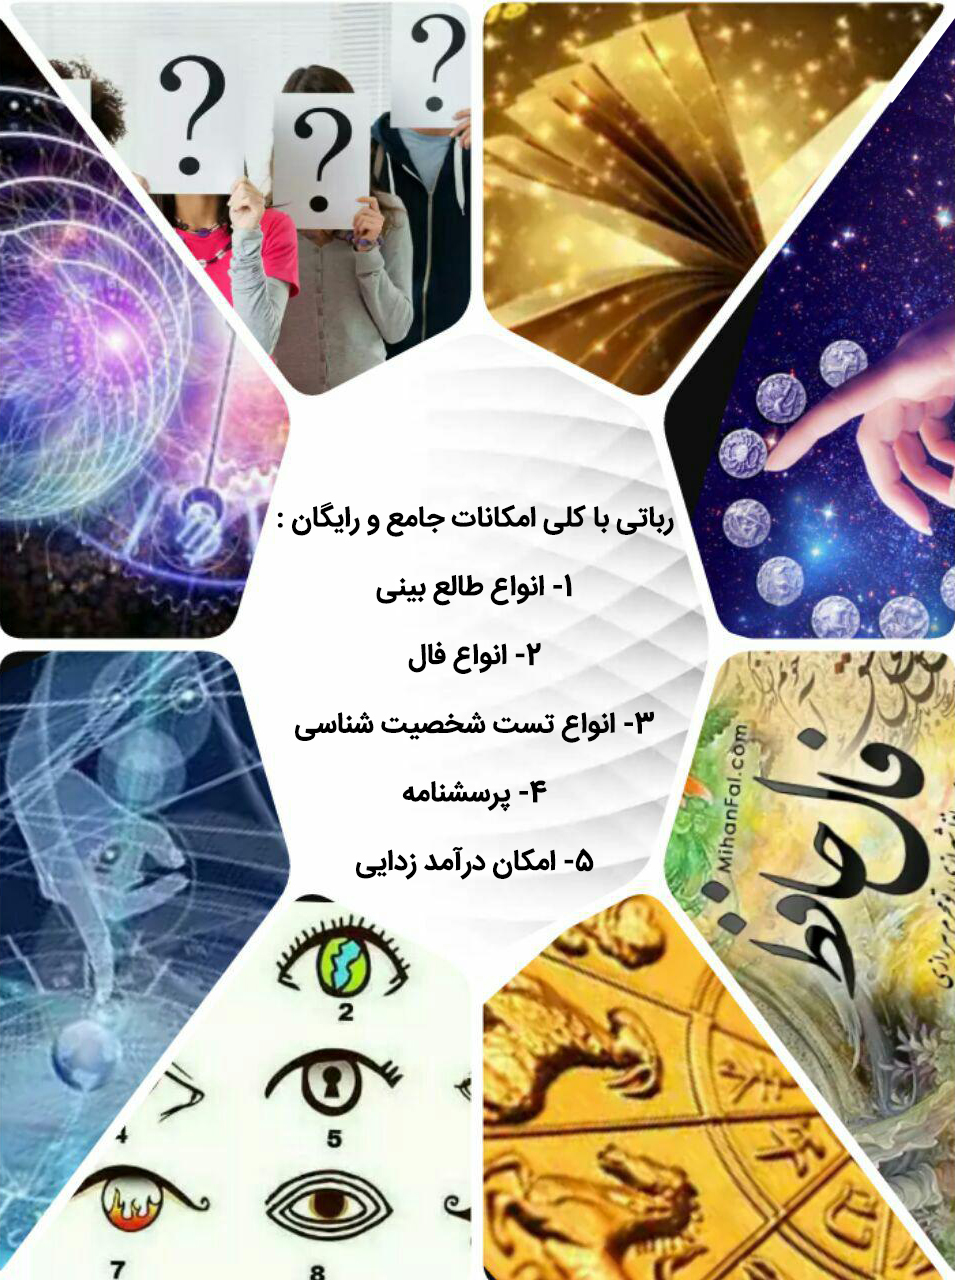 ?
?
?
رباتی با کلی امکانات جامع و رایگان :
۱- انواع طالع بینی
۲- انواع فال
۳- انواع تست شخصیت شناسی
۴- پرسشنامه
۵- امکان درآمد زدایی
فال حافظ
MihanFal.com
2
4
5
7
8